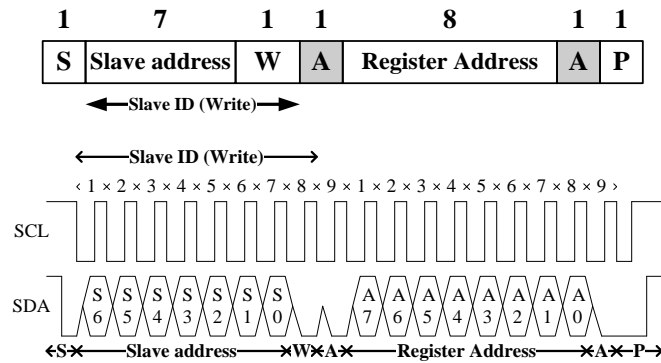 1 7 1 1 8 1 1
S Slave address W A Register Address A P
Slave ID (Write)
Slave ID (Write)
1 × 2 × 3 × 4 × 5 × 6 × 7 × 8 × 9 × 1 × 2 × 3 × 4 × 5 × 6 × 7 × 8 × 9
SCL
SDA
S S S S S S S A A A A A A A A
6 5 4 3 2 1 0 7 6 5 4 3 2 1 0
S Slave address W A Register Address A P